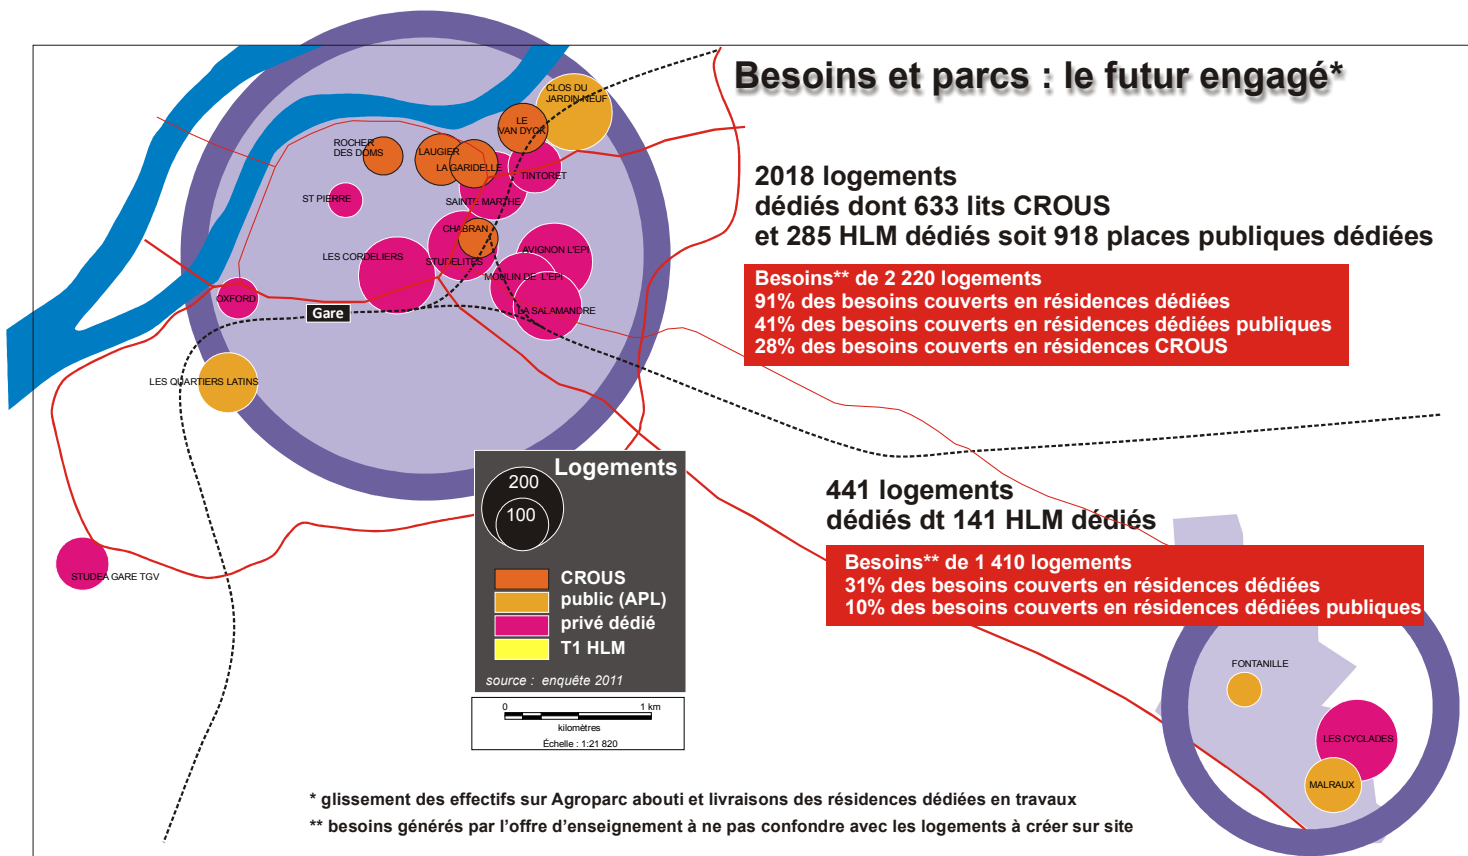 Besoins et parcs : le futur engagé*
CLOS DU
JARDIN NEUF
LE
VAN DYCK
ROCHER
DES DOMS
LAUGIER
LA GARIDELLE
TINTORET
ST PIERRE
SAINTE MARTHE
CHABRAN
AVIGNON L'EPI
LES CORDELIERS
STUDELITES
MOULIN DE L'EPI
OXFORD
LA SALAMANDRE
Gare
LES QUARTIERS LATINS
STUDEA GARE TGV
2018 logements
dédiés dont 633 lits CROUS
et 285 HLM dédiés soit 918 places publiques dédiées
Besoins** de 2 220 logements
91% des besoins couverts en résidences dédiées
41% des besoins couverts en résidences dédiées publiques
28% des besoins couverts en résidences CROUS
Logements
200
100
CROUS
public (APL)
privé dédié
T1 HLM
source : enquête 2011
0 1 km
kilomètres
Échelle : 1:21 820
441 logements
dédiés dt 141 HLM dédiés
Besoins** de 1 410 logements
31% des besoins couverts en résidences dédiées
10% des besoins couverts en résidences dédiées publiques
FONTANILLE
LES CYCLADES
MALRAUX
* glissement des effectifs sur Agroparc abouti et livraisons des résidences dédiées en travaux
** besoins générés par l'offre d'enseignement à ne pas confondre avec les logements à créer sur site